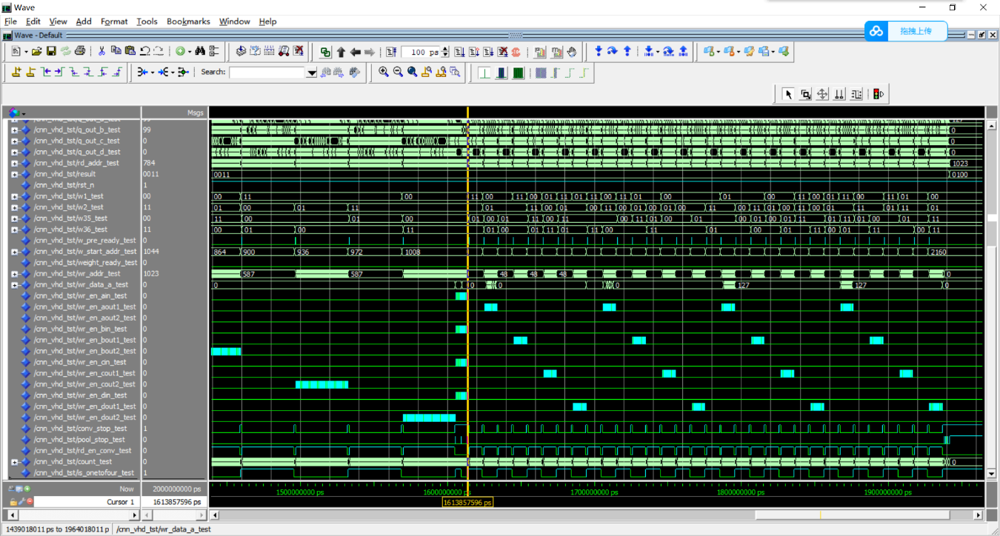 Wave
File Edit View Add Format Tools Bookmarks Window Help
Wave - Default
拖拽上传
100 ps
Search:
Msgs
/cnn_vhd_tst/q_out_b_test 99
/cnn_vhd_tst/q_out_c_test 0
/cnn_vhd_tst/q_out_d_test 0
/cnn_vhd_tst/rd_addr_test 784 1023
/cnn_vhd_tst/result 0011 0011 0100
/cnn_vhd_tst/rst_n 1
/cnn_vhd_tst/w1_test 00 00 11 00 11 00 11 00 01 11 01 11 00 11 01 00 01 00 11 00 01 11 00 11 01 00
/cnn_vhd_tst/w2_test 11 01 00 01 11 01 11 00 01 00 11 00 01 00 01 00 11 00 01 11 00 01 00 11 01 01 11
/cnn_vhd_tst/w35_test 00 11 00 01 00 01 00 01 11 00 11 00 11 01 00 01 00 01 00 01 00 11 01 11 01 00 01 11
/cnn_vhd_tst/w36_test 11 00 01 00 11 01 00 01 11 01 00 11 01 00 01 11 01 11 00 11
/cnn_vhd_tst/w_pre_ready_test 0
/cnn_vhd_tst/w_start_addr_test 1044 864 900 936 972 1008 2160
/cnn_vhd_tst/weight_ready_test 0
/cnn_vhd_tst/wr_addr_test 1023 587 587 48 48 48 0
/cnn_vhd_tst/wr_data_a_test 0 0 0 0 0 127 127 0
/cnn_vhd_tst/wr_en_ain_test 0
/cnn_vhd_tst/wr_en_aout1_test 0
/cnn_vhd_tst/wr_en_aout2_test 0
/cnn_vhd_tst/wr_en_bin_test 0
/cnn_vhd_tst/wr_en_bout1_test 0
/cnn_vhd_tst/wr_en_bout2_test 0
/cnn_vhd_tst/wr_en_cin_test 0
/cnn_vhd_tst/wr_en_cout1_test 0
/cnn_vhd_tst/wr_en_cout2_test 0
/cnn_vhd_tst/wr_en_din_test 0
/cnn_vhd_tst/wr_en_dout1_test 0
/cnn_vhd_tst/wr_en_dout2_test 0
/cnn_vhd_tst/conv_stop_test 1
/cnn_vhd_tst/pool_stop_test 0
/cnn_vhd_tst/rd_en_conv_test 0
/cnn_vhd_tst/count_test 0 0
/cnn_vhd_tst/is_onetofour_test 1
Now 2000000000 ps 1500000000 ps 1600000000 ps 1700000000 ps 1800000000 ps 1900000000 ps
Cursor 1 1613857596 ps 1613857596 ps
1439018011 ps to 1964018011 p /cnn_vhd_tst/wr_data_a_test